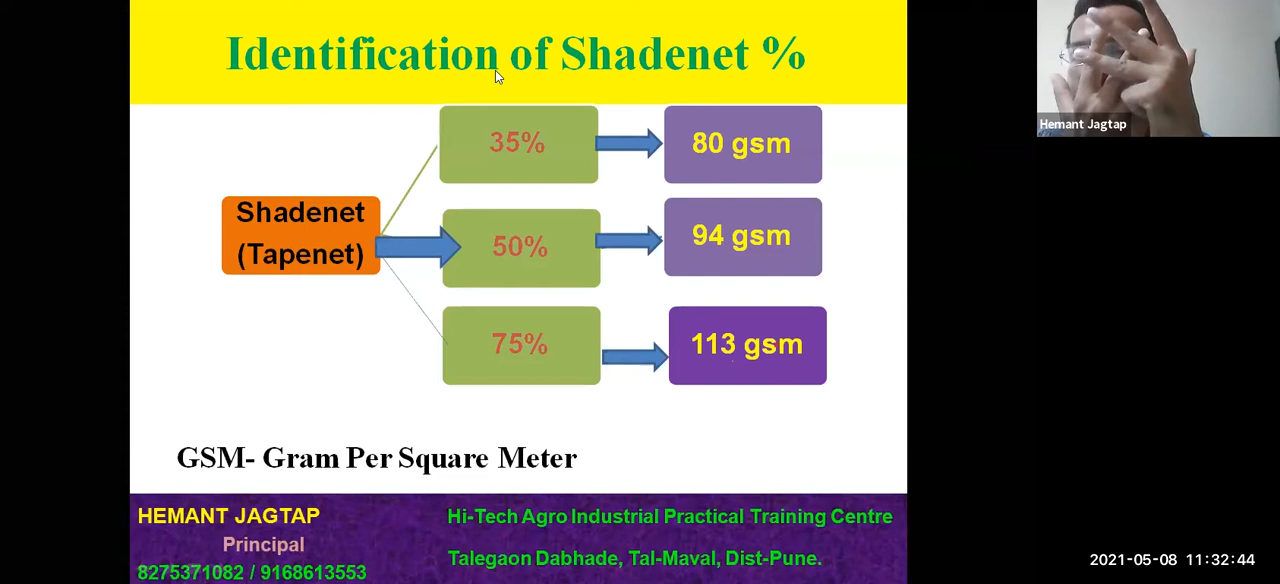 Identification of Shadenet %
Hemant Jagtap
35%
80 gsm
Shadenet
(Tapenet)
50%
94 gsm
75%
113 gsm
GSM- Gram Per Square Meter
HEMANT JAGTAP
Principal
8275371082 / 9168613553
Hi-Tech Agro Industrial Practical Training Centre
Talegaon Dabhade, Tal-Maval, Dist-Pune.
2021-05-08 11:32:44